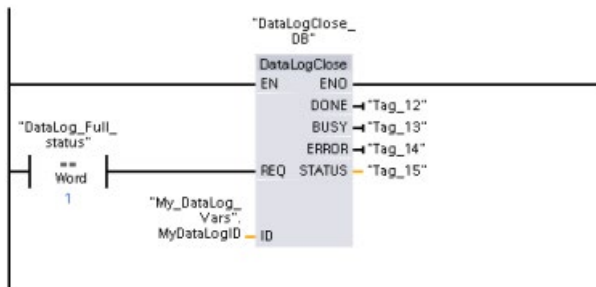 "DataLogClose_
DB"
DataLogClose
EN ENO
DONE "Tag_12"
BUSY "Tag_13"
ERROR "Tag_14"
"DataLog_Full_
status"
==
Word
1
REQ STATUS "Tag_15"
"My_DataLog_
Vars".
MyDataLogID ID